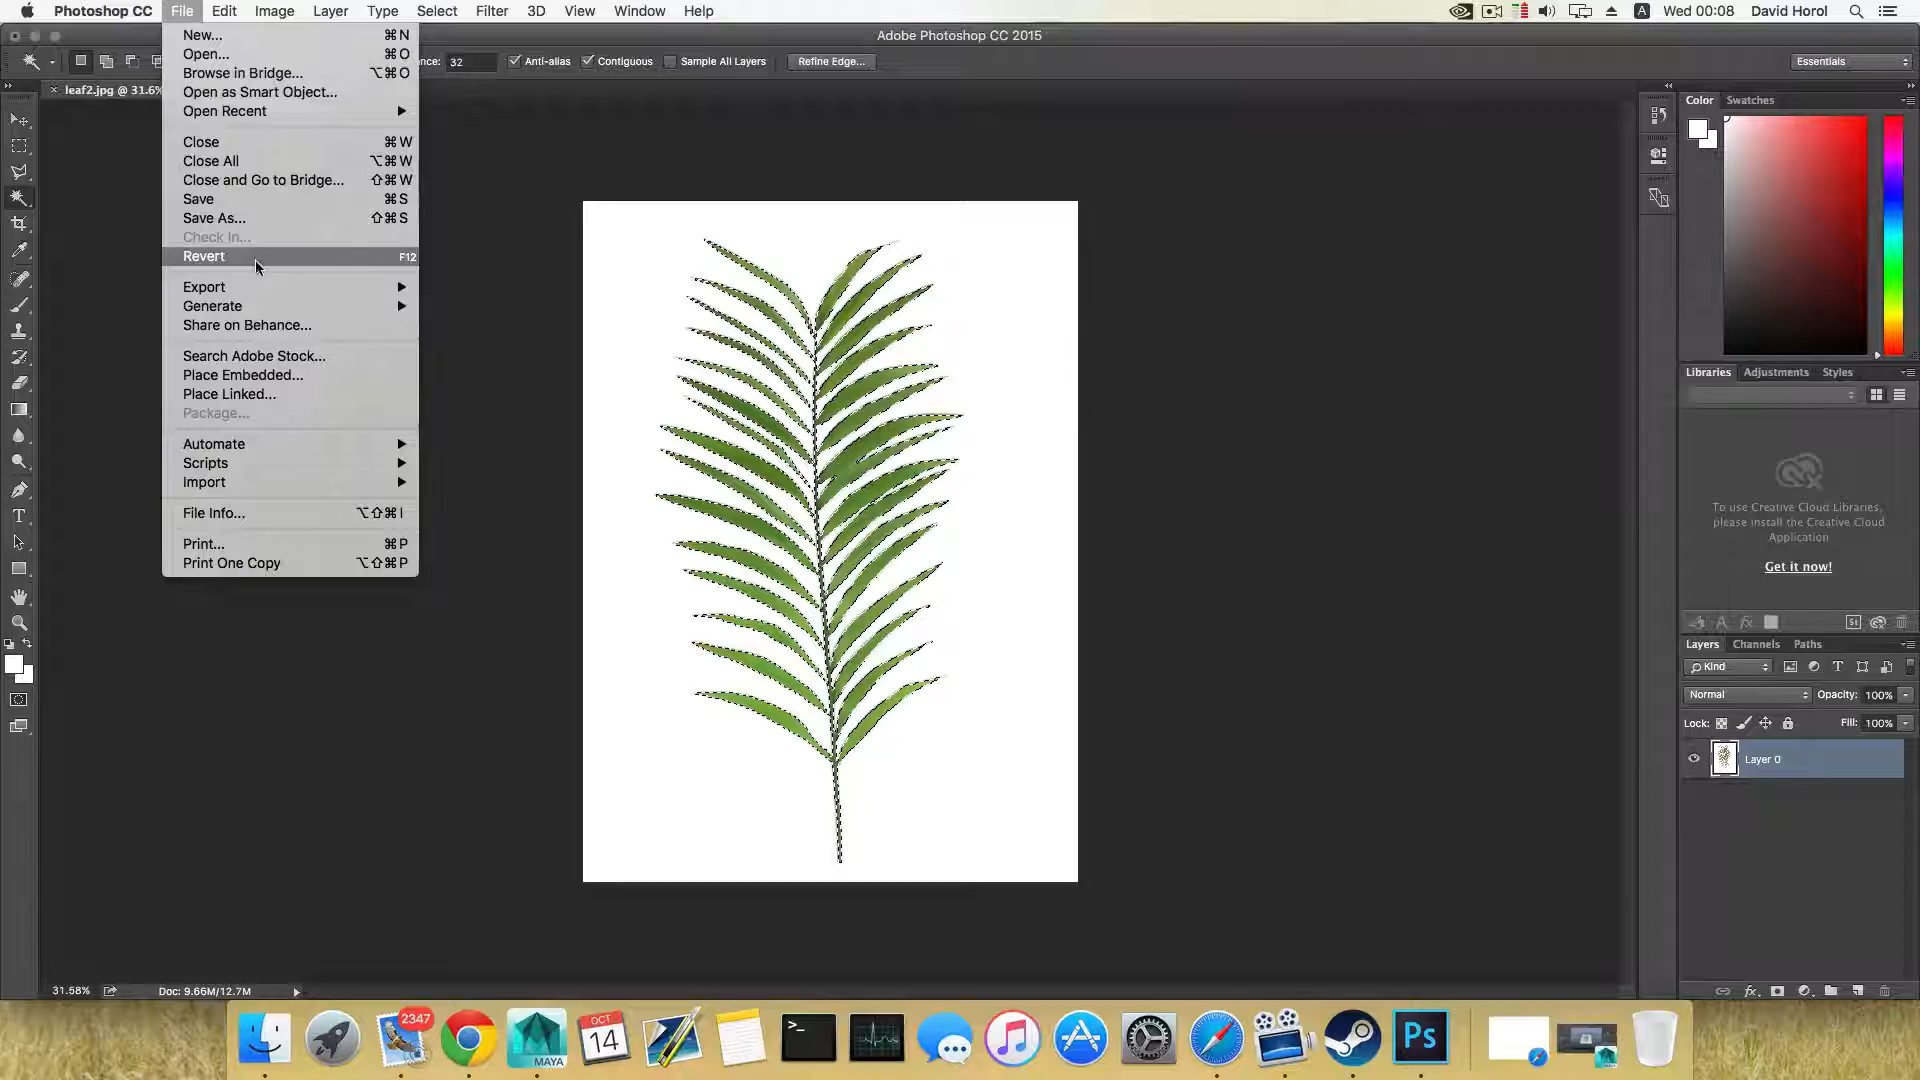 Photoshop CC File Edit Image Layer Type Select Filter 3D View Window Help A Wed 00:08 David Horol
Adobe Photoshop CC 2015
nce: 32 Anti-alias Contiguous Sample All Layers Refine Edge... Essentials
× leaf2.jpg @ 31.6%
New... ⌘N
Open... ⌘O
Browse in Bridge... ⌥⌘O
Open as Smart Object...
Open Recent
Close ⌘W
Close All ⌥⌘W
Close and Go to Bridge... ⇧⌘W
Save ⌘S
Save As... ⇧⌘S
Check In...
Revert F12
Export
Generate
Share on Behance...
Search Adobe Stock...
Place Embedded...
Place Linked...
Package...
Automate
Scripts
Import
File Info... ⌥⇧⌘I
Print... ⌘P
Print One Copy ⌥⇧⌘P
Color Swatches
Libraries Adjustments Styles
To use Creative Cloud Libraries,
please install the Creative Cloud
Application
Get it now!
St
Layers Channels Paths
Kind
Normal Opacity: 100%
Lock: Fill: 100%
Layer 0
fx
31.58% Doc: 9.66M/12.7M
2347
OCT
14
MAYA
Ps